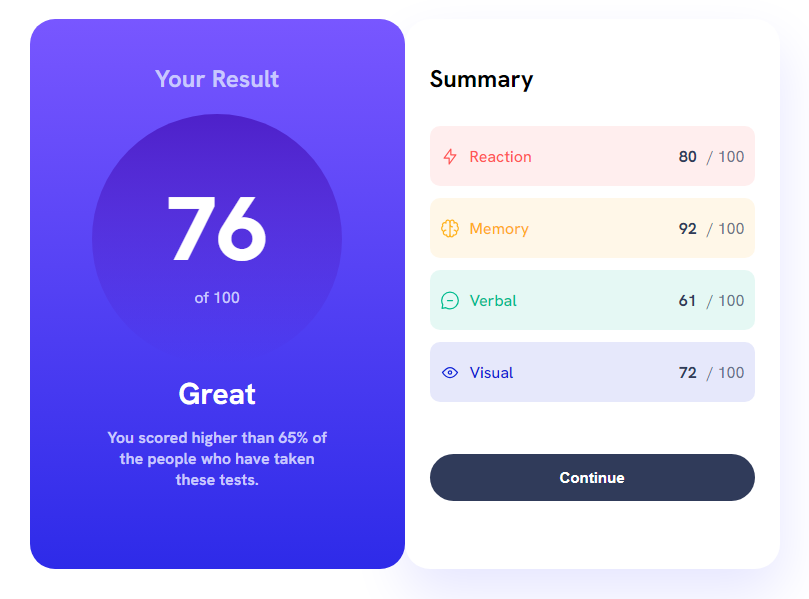 Your Result
76
of 100
Great
You scored higher than 65% of
the people who have taken
these tests.
Summary
Reaction 80 / 100
Memory 92 / 100
Verbal 61 / 100
Visual 72 / 100
Continue